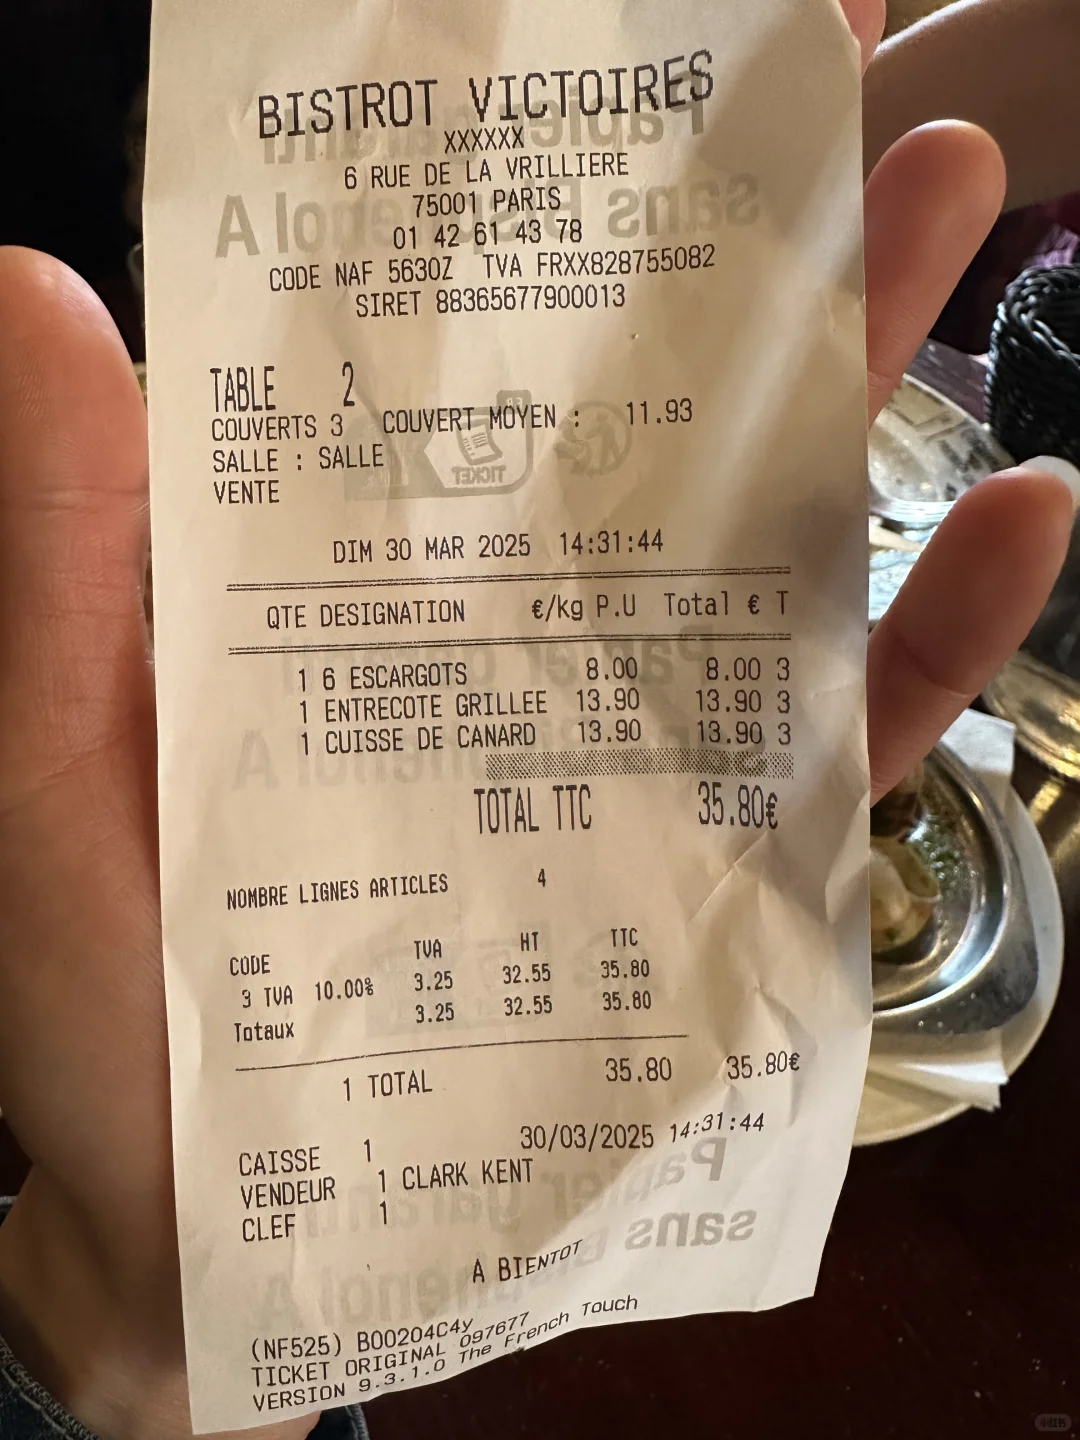 BISTROT VICTOIRES
XXXXXX
6 RUE DE LA VRILLIERE
75001 PARIS
01 42 61 43 78
CODE NAF 5630Z TVA FRXX828755082
SIRET 88365677900013
TABLE 2
COUVERTS 3 COUVERT MOYEN : 11.93
SALLE : SALLE
VENTE
DIM 30 MAR 2025 14:31:44
QTE DESIGNATION €/kg P.U Total € T
1 6 ESCARGOTS 8.00 8.00 3
1 ENTRECOTE GRILLEE 13.90 13.90 3
1 CUISSE DE CANARD 13.90 13.90 3
TOTAL TTC 35.80€
NOMBRE LIGNES ARTICLES 4
CODE TVA HT TTC
3 TVA 10.00% 3.25 32.55 35.80
Totaux 3.25 32.55 35.80
1 TOTAL 35.80 35.80€
CAISSE 1 30/03/2025 14:31:44
VENDEUR 1 CLARK KENT
CLEF 1
A BIENTOT
(NF525) B00204C4y
TICKET ORIGINAL 097677
VERSION 9.3.1.0 The French Touch